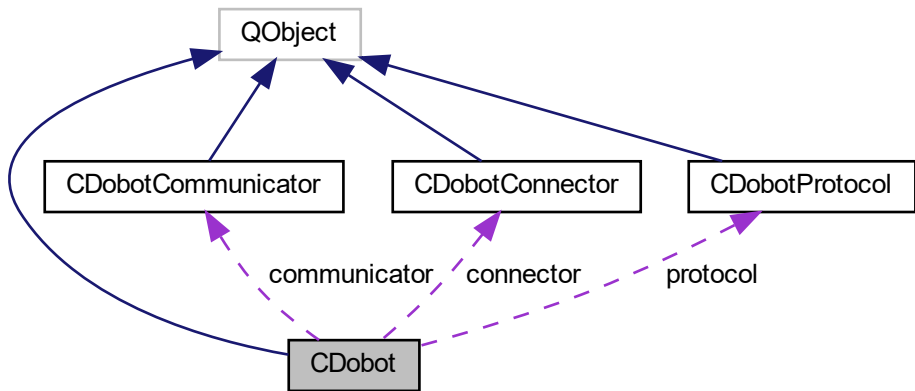 QObject
CDobotCommunicator
CDobotConnector
CDobotProtocol
communicator
connector
protocol
CDobot